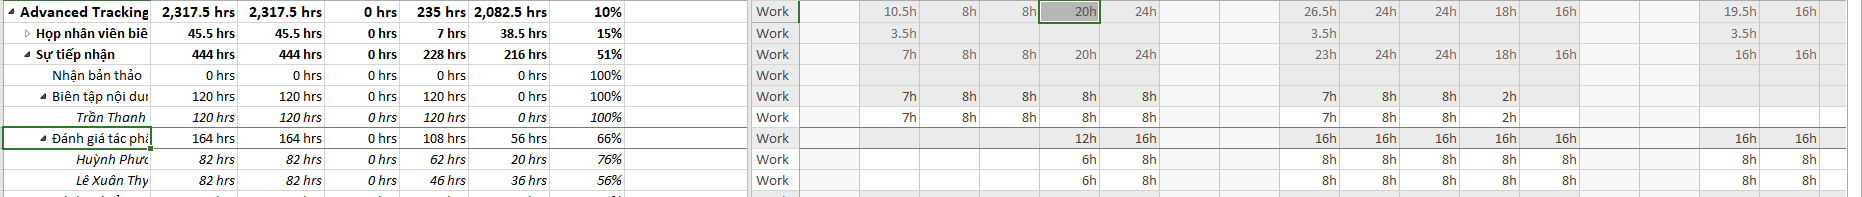 Advanced Tracking 2,317.5 hrs 2,317.5 hrs 0 hrs 235 hrs 2,082.5 hrs 10% Work 10.5h 8h 8h 20h 24h 26.5h 24h 24h 18h 16h 19.5h 16h
Họp nhân viên biê 45.5 hrs 45.5 hrs 0 hrs 7 hrs 38.5 hrs 15% Work 3.5h 3.5h 3.5h
Sự tiếp nhận 444 hrs 444 hrs 0 hrs 228 hrs 216 hrs 51% Work 7h 8h 8h 20h 24h 23h 24h 24h 18h 16h 16h 16h
Nhận bản thảo 0 hrs 0 hrs 0 hrs 0 hrs 0 hrs 100% Work
Biên tập nội dur 120 hrs 120 hrs 0 hrs 120 hrs 0 hrs 100% Work 7h 8h 8h 8h 8h 7h 8h 8h 2h
Trần Thanh 120 hrs 120 hrs 0 hrs 120 hrs 0 hrs 100% Work 7h 8h 8h 8h 8h 7h 8h 8h 2h
Đánh giá tác phẩ 164 hrs 164 hrs 0 hrs 108 hrs 56 hrs 66% Work 12h 16h 16h 16h 16h 16h 16h 16h 16h
Huỳnh Phươ 82 hrs 82 hrs 0 hrs 62 hrs 20 hrs 76% Work 6h 8h 8h 8h 8h 8h 8h 8h 8h
Lê Xuân Thy 82 hrs 82 hrs 0 hrs 46 hrs 36 hrs 56% Work 6h 8h 8h 8h 8h 8h 8h 8h 8h